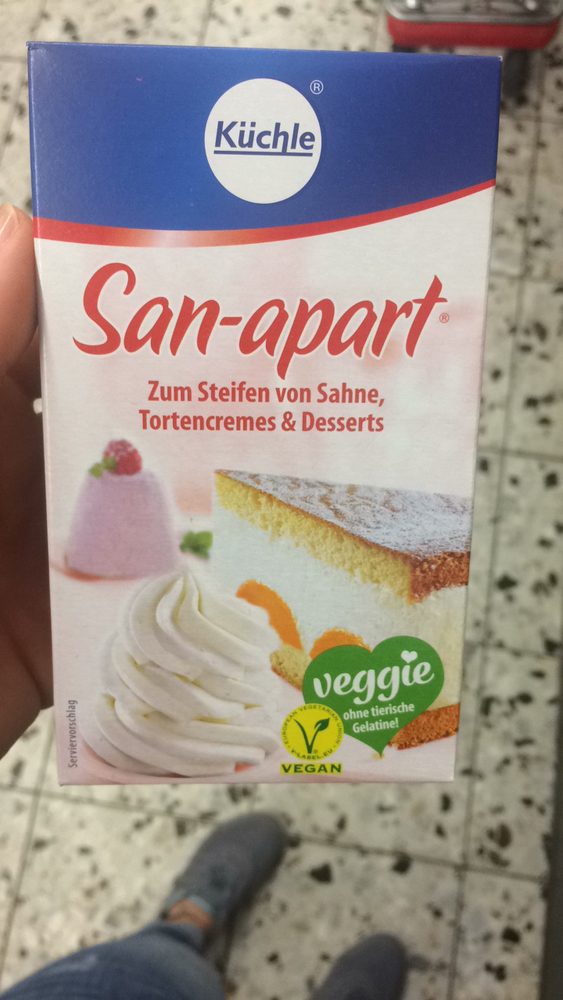 Küchle ®
San-apart ®
Zum Steifen von Sahne,
Tortencremes & Desserts
veggie
ohne tierische
Gelatine!
Serviervorschlag
VEGAN